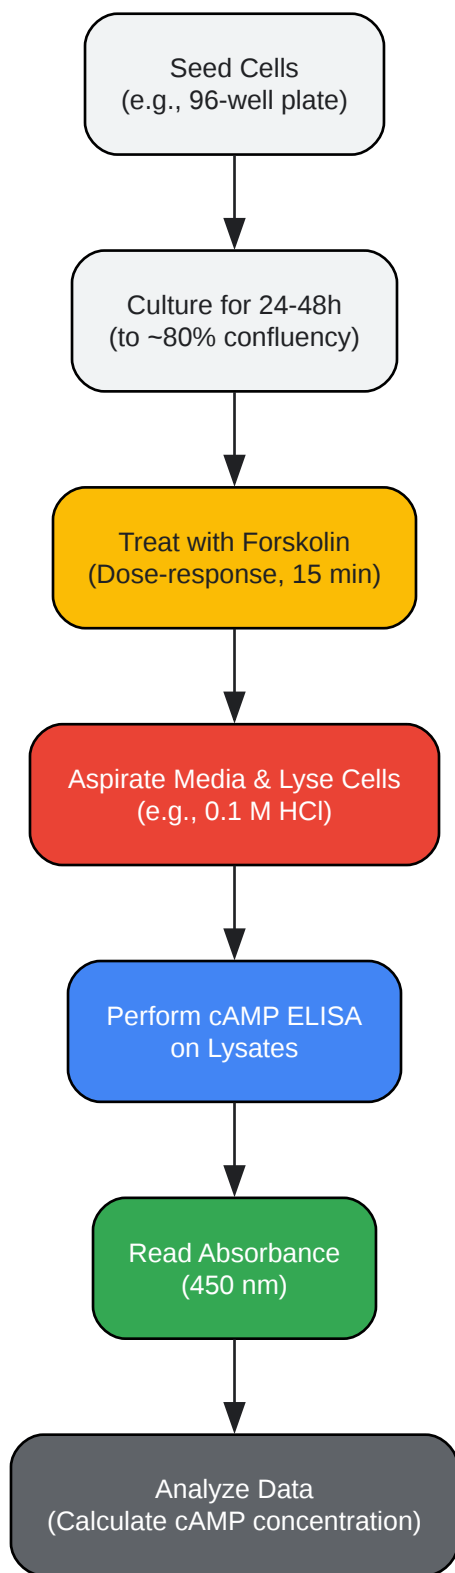 Seed Cells
(e.g., 96-well plate)
Culture for 24-48h
(to ~80% confluency)
Treat with Forskolin
(Dose-response, 15 min)
Aspirate Media & Lyse Cells
(e.g., 0.1 M HCl)
Perform cAMP ELISA
on Lysates
Read Absorbance
(450 nm)
Analyze Data
(Calculate cAMP concentration)